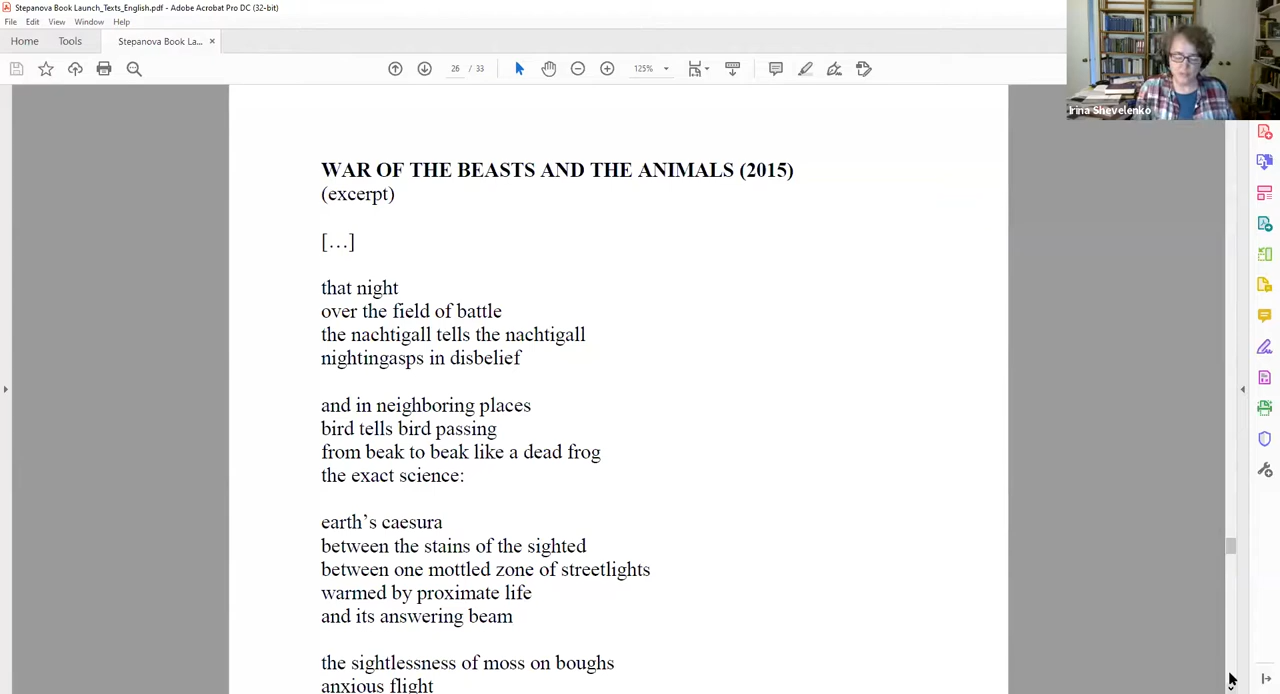 Stepanova Book Launch_Texts_English.pdf - Adobe Acrobat Pro DC (32-bit)
File Edit View Window Help
Home Tools Stepanova Book La... ×
26 / 33 125%
Irina Shevelenko
WAR OF THE BEASTS AND THE ANIMALS (2015)
(excerpt)
[…]
that night
over the field of battle
the nachtigall tells the nachtigall
nightingasps in disbelief
and in neighboring places
bird tells bird passing
from beak to beak like a dead frog
the exact science:
earth’s caesura
between the stains of the sighted
between one mottled zone of streetlights
warmed by proximate life
and its answering beam
the sightlessness of moss on boughs
anxious flight